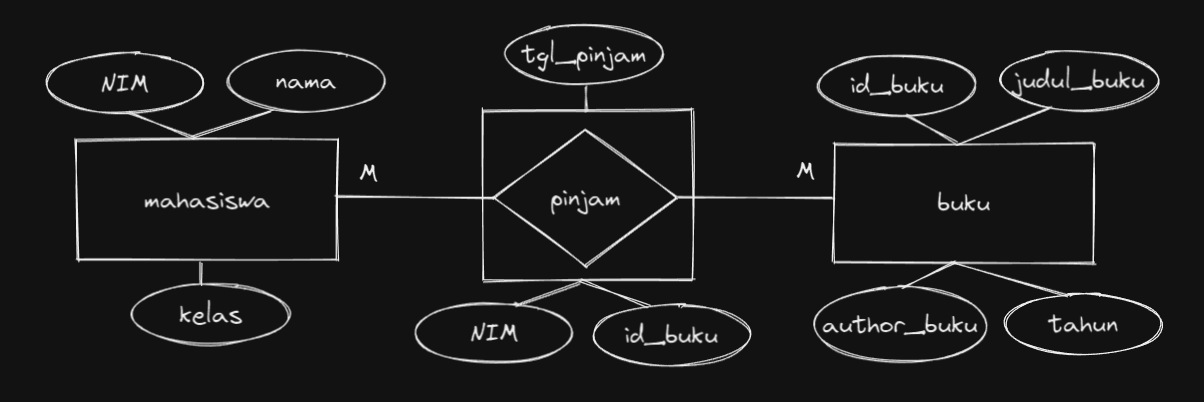 tgl_pinjam
NIM
nama
id_buku
judul_buku
M
M
mahasiswa
pinjam
buku
kelas
NIM
id_buku
author_buku
tahun